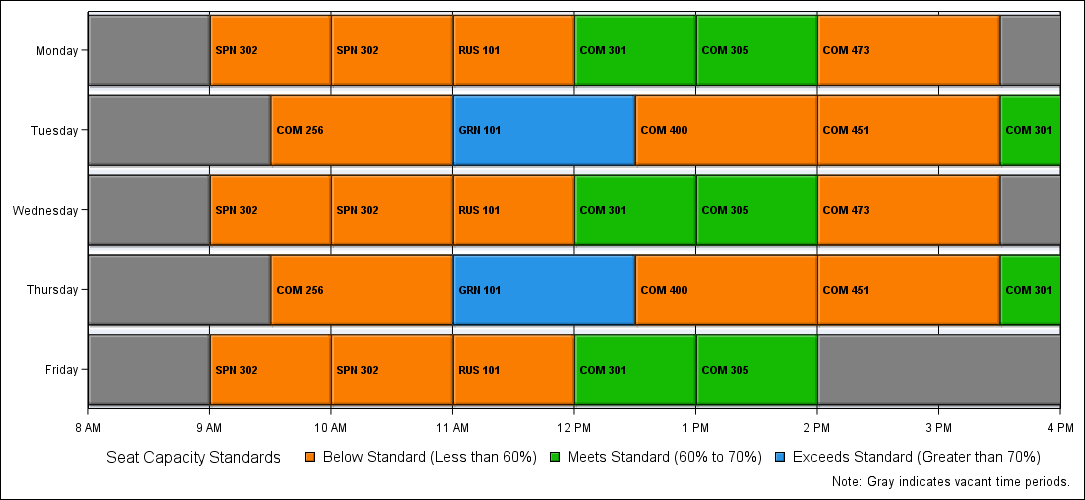 Monday SPN 302 SPN 302 RUS 101 COM 301 COM 305 COM 473
Tuesday COM 256 GRN 101 COM 400 COM 451 COM 301
Wednesday SPN 302 SPN 302 RUS 101 COM 301 COM 305 COM 473
Thursday COM 256 GRN 101 COM 400 COM 451 COM 301
Friday SPN 302 SPN 302 RUS 101 COM 301 COM 305
8 AM 9 AM 10 AM 11 AM 12 PM 1 PM 2 PM 3 PM 4 PM
Seat Capacity Standards Below Standard (Less than 60%) Meets Standard (60% to 70%) Exceeds Standard (Greater than 70%)
Note: Gray indicates vacant time periods.